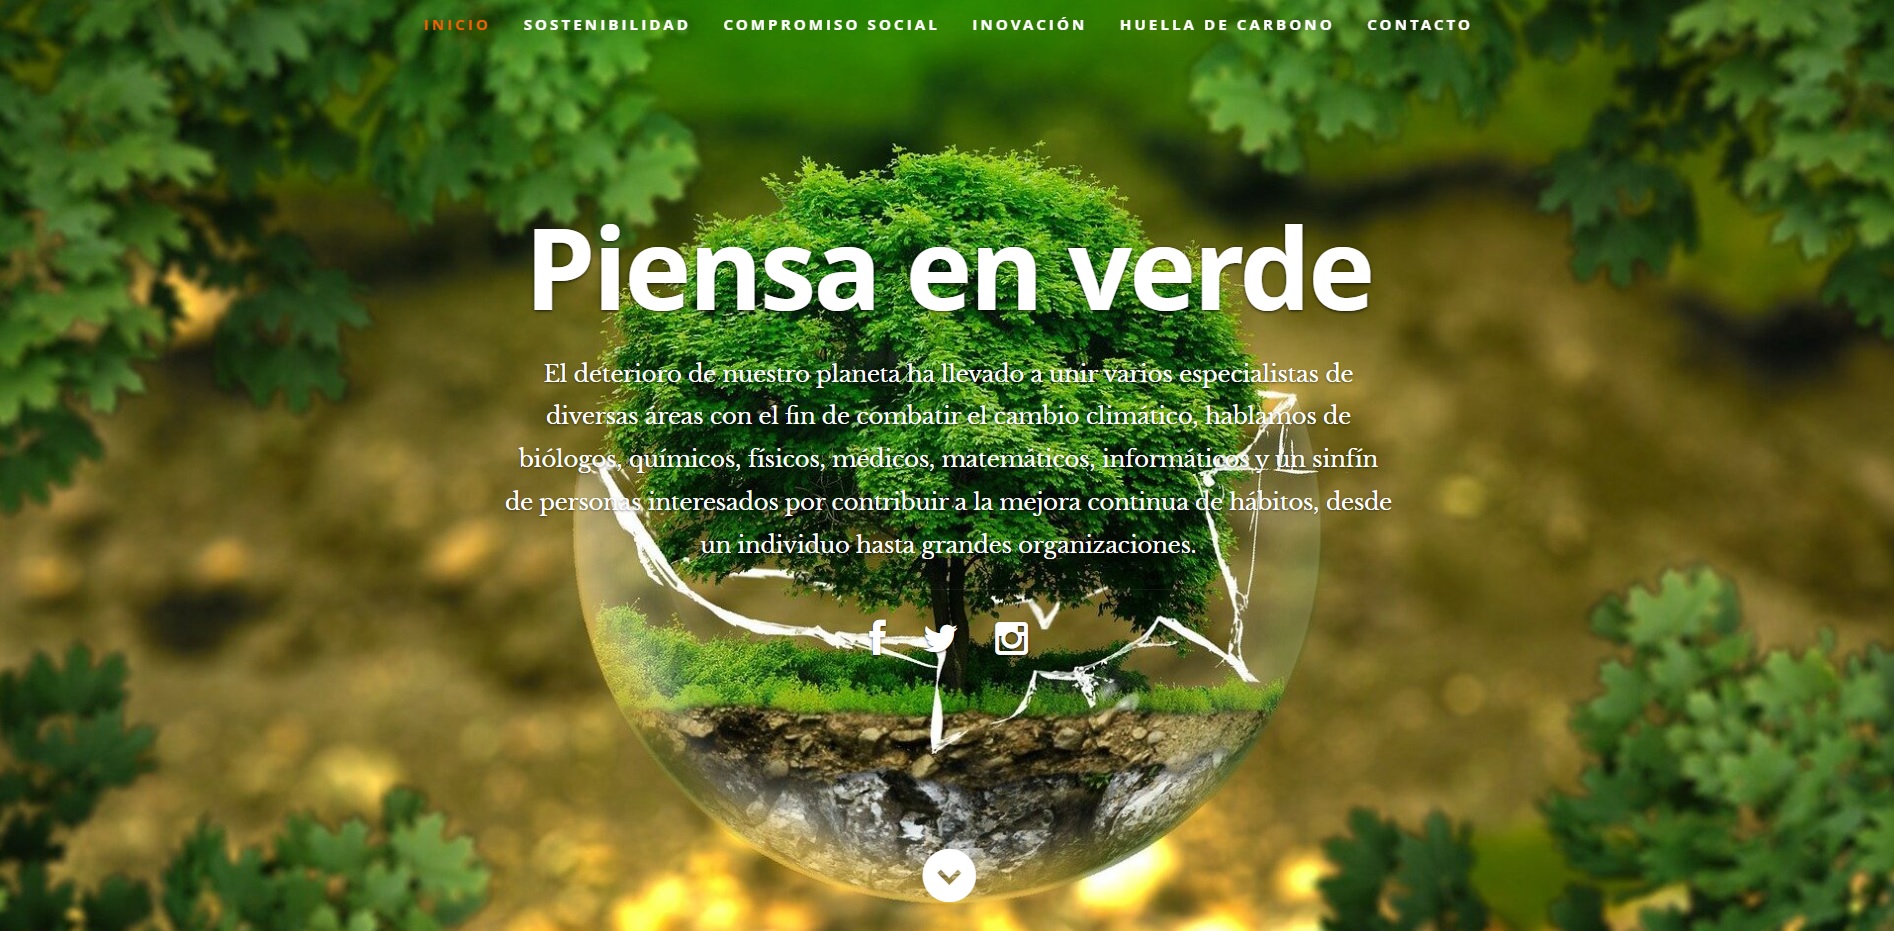 INICIO SOSTENIBILIDAD COMPROMISO SOCIAL INOVACIÓN HUELLA DE CARBONO CONTACTO
Piensa en verde
El deterioro de nuestro planeta ha llevado a unir varios especialistas de
diversas áreas con el fin de combatir el cambio climático, hablamos de
biólogos, químicos, físicos, médicos, matemáticos, informáticos y un sinfín
de personas interesados por contribuir a la mejora continua de hábitos, desde
un individuo hasta grandes organizaciones.